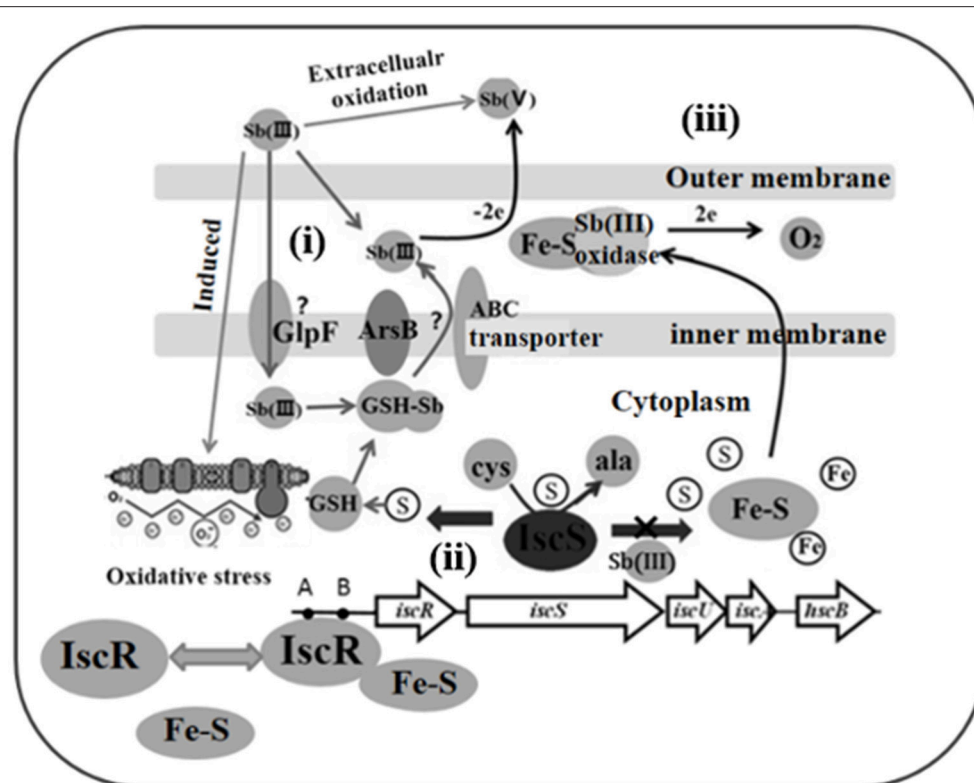 Extracellualr
oxidation
Sb(Ⅴ)
(iii)
Sb(Ⅲ)
Outer membrane
-2e
Sb(III)
2e
Fe-S
oxidase
O₂
(i)
Sb(Ⅲ)
Induced
?
GlpF
ArsB
?
ABC
transporter
inner membrane
Sb(Ⅲ)
GSH-Sb
Cytoplasm
cys
ala
S
S
Fe
S
Fe-S
GSH
S
IscS
Fe
(ii)
Sb(III)
Oxidative stress
A B
iscR
iscS
iscU
hscB
IscR
IscR
Fe-S
Fe-S